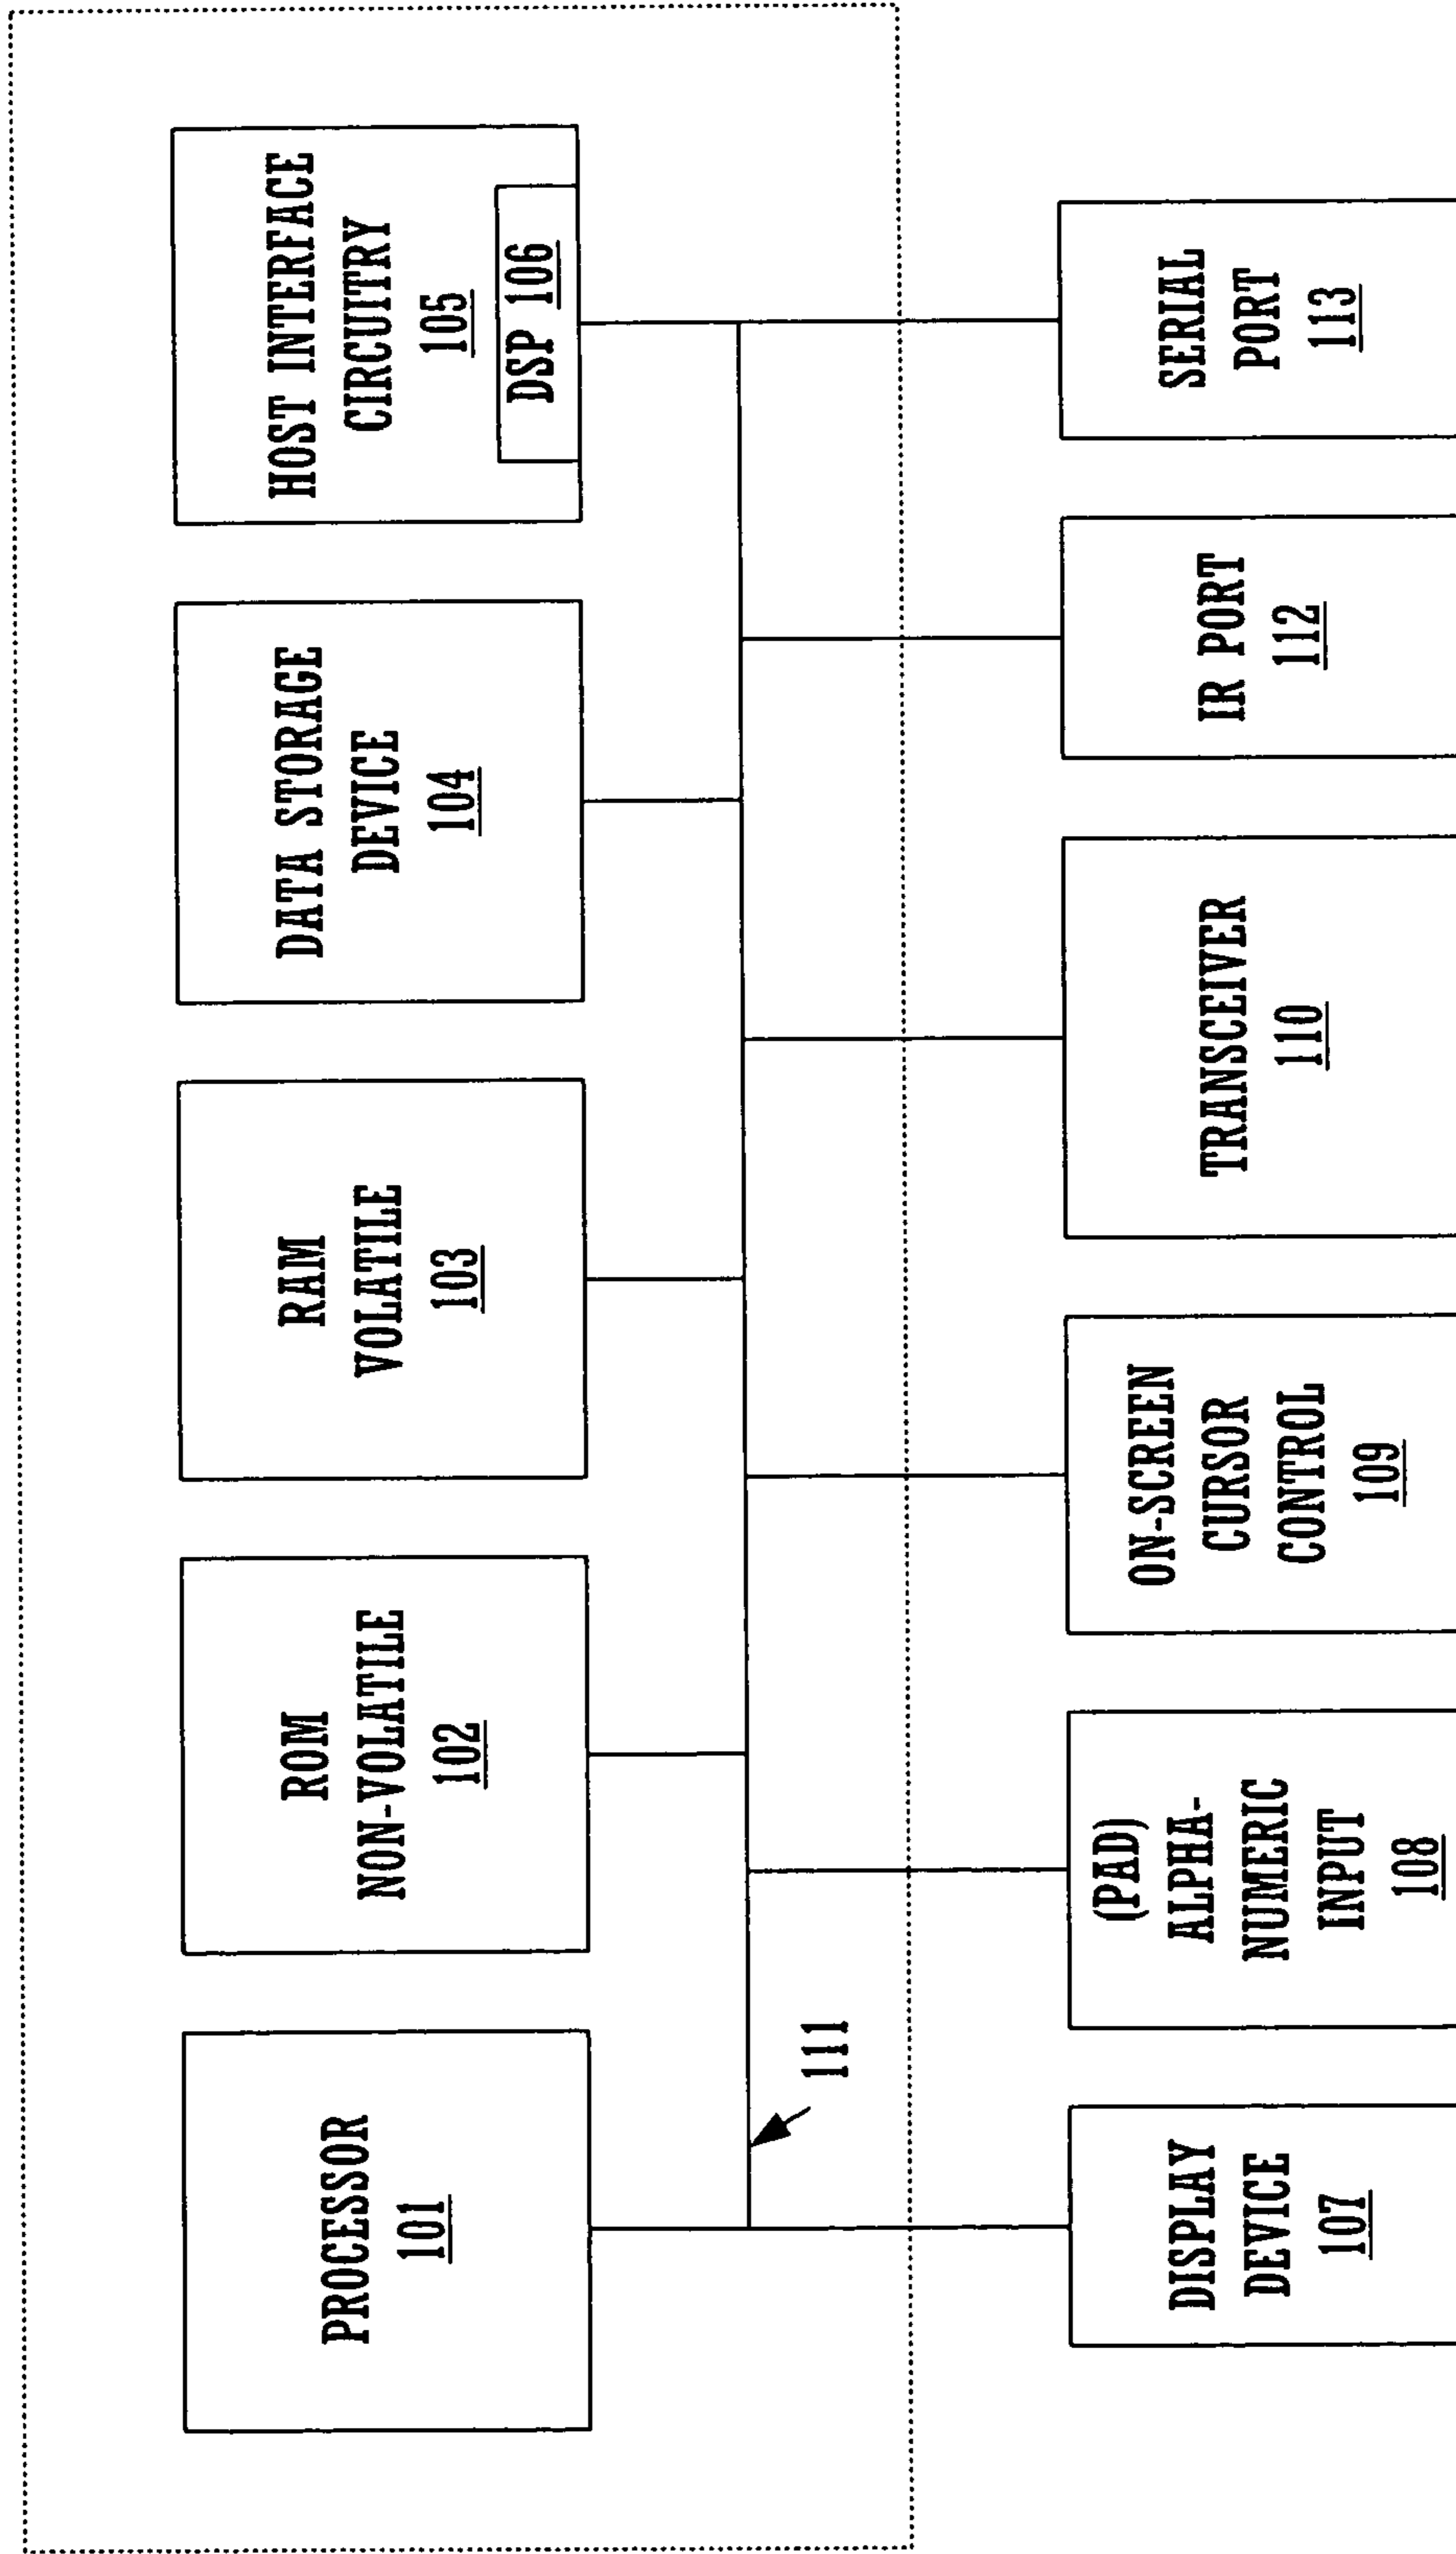 PROCESSOR
101
ROM
NON-VOLATILE
102
RAM
VOLATILE
103
DATA STORAGE
DEVICE
104
HOST INTERFACE
CIRCUITRY
105
DSP 106
111
DISPLAY
DEVICE
107
(PAD)
ALPHA-
NUMERIC
INPUT
108
ON-SCREEN
CURSOR
CONTROL
109
TRANSCEIVER
110
IR PORT
112
SERIAL
PORT
113